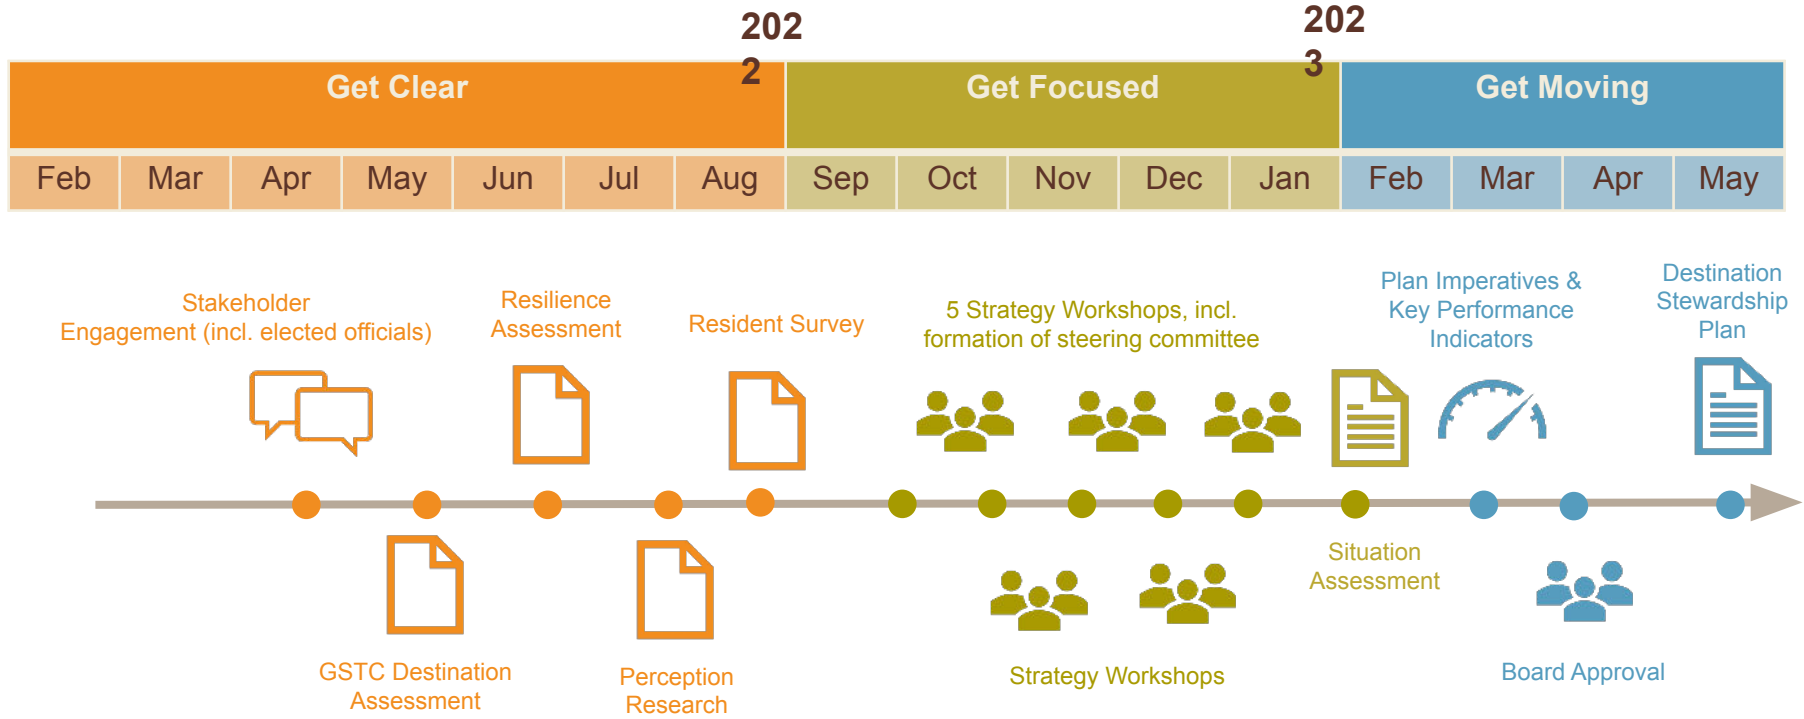 202
2
202
3
Get Clear
Get Focused
Get Moving
Feb Mar Apr May Jun Jul Aug Sep Oct Nov Dec Jan Feb Mar Apr May
Stakeholder
Engagement (incl. elected officials)
Resilience
Assessment
Resident Survey
5 Strategy Workshops, incl.
formation of steering committee
Plan Imperatives &
Key Performance
Indicators
Destination
Stewardship
Plan
GSTC Destination
Assessment
Perception
Research
Strategy Workshops
Situation
Assessment
Board Approval